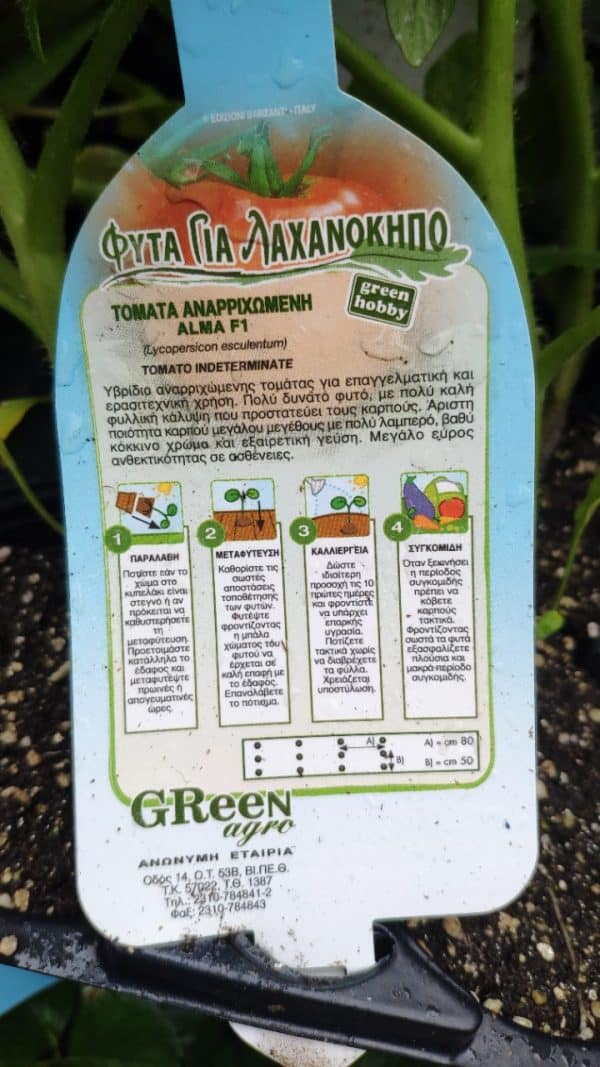 © EDIZIONI BARZANTI - ITALY
Φυτα Για Λαχανοκηπο
green
hobby
ΤΟΜΑΤΑ ΑΝΑΡΡΙΧΩΜΕΝΗ
ALMA F1
(Lycopersicon esculentum)
TOMATO INDETERMINATE
Υβρίδιο αναρριχώμενης τομάτας για επαγγελματική και
ερασιτεχνική χρήση. Πολύ δυνατό φυτό, με πολύ καλή
φυλλική κάλυψη που προστατεύει τους καρπούς. Άριστη
ποιότητα καρπού μεγάλου μεγέθους με πολύ λαμπερό, βαθύ
κόκκινο χρώμα και εξαιρετική γεύση. Μεγάλο εύρος
ανθεκτικότητας σε ασθένειες.
1
ΠΑΡΑΛΑΒΗ
Ποτίστε εάν το
χώμα στο
κυπελάκι είναι
στεγνό ή αν
πρόκειται να
καθυστερήσετε
τη
μεταφύτευση.
Προετοιμάστε
κατάλληλα το
έδαφος και
μεταφυτέψτε
πρωινές ή
απογευματινές
ώρες.
2
ΜΕΤΑΦΥΤΕΥΣΗ
Καθορίστε τις
σωστές
αποστάσεις
τοποθέτησης
των φυτών.
Φυτέψτε
φροντίζοντας
η μπάλα
χώματος του
φυτού να
έρχεται σε
καλή επαφή με
το έδαφος.
Επαναλάβετε
το πότισμα.
3
ΚΑΛΛΙΕΡΓΕΙΑ
Δώστε
ιδιαίτερη
προσοχή τις 10
πρώτες ημέρες
και φροντίστε
να υπάρχει
επαρκής
υγρασία.
Ποτίζετε
τακτικά χωρίς
να διαβρέχετε
τα φύλλα.
Χρειάζεται
υποστύλωση.
4
ΣΥΓΚΟΜΙΔΗ
Όταν ξεκινήσει
η περίοδος
συγκομιδής
πρέπει να
κόβετε
καρπούς
τακτικά.
Φροντίζοντας
σωστά τα φυτά
εξασφαλίζετε
πλούσια και
μακρά περίοδο
συγκομιδής.
A)
B)
A) = cm 80
B) = cm 50
GReeN
agro
ΑΝΩΝΥΜΗ ΕΤΑΙΡΙΑ
Οδός 14, Ο.Τ. 53Β, ΒΙ.ΠΕ.Θ.
Τ.Κ. 57022, Τ.Θ. 1387
Τηλ.: 2310-784841-2
Φαξ: 2310-784843